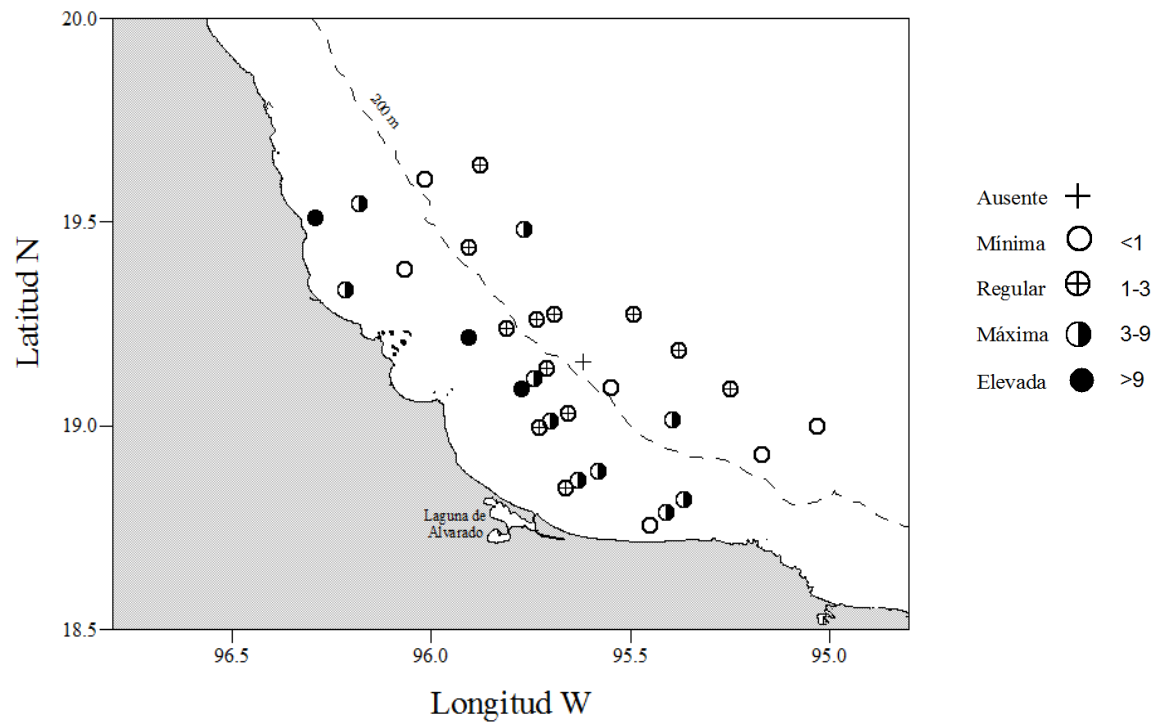 20.0
19.5
19.0
18.5
Latitud N
200 m
Laguna de
Alvarado
96.5
96.0
95.5
95.0
Longitud W
Ausente
Mínima <1
Regular 1-3
Máxima 3-9
Elevada >9